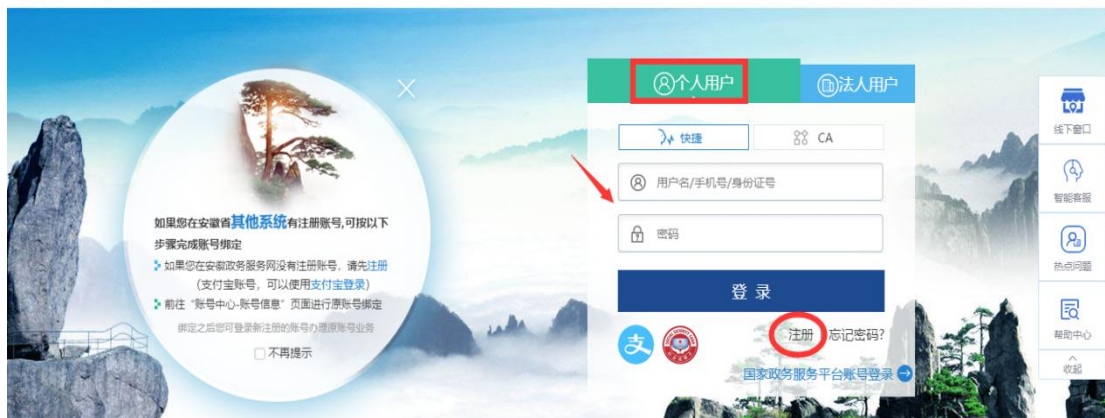 如果您在安徽省其他系统有注册账号,可按以下
步骤完成账号绑定
如果您在安徽政务服务网没有注册账号，请先注册
(支付宝账号，可以使用支付宝登录)
前往“账号中心-账号信息”页面进行原账号绑定
绑定之后您可登录新注册的账号办理原账号业务
不再提示
个人用户
法人用户
快捷
CA
用户名/手机号/身份证号
密码
登录
支
注册
忘记密码?
国家政务服务平台账号登录
线下窗口
智能客服
热点问题
帮助中心
收起